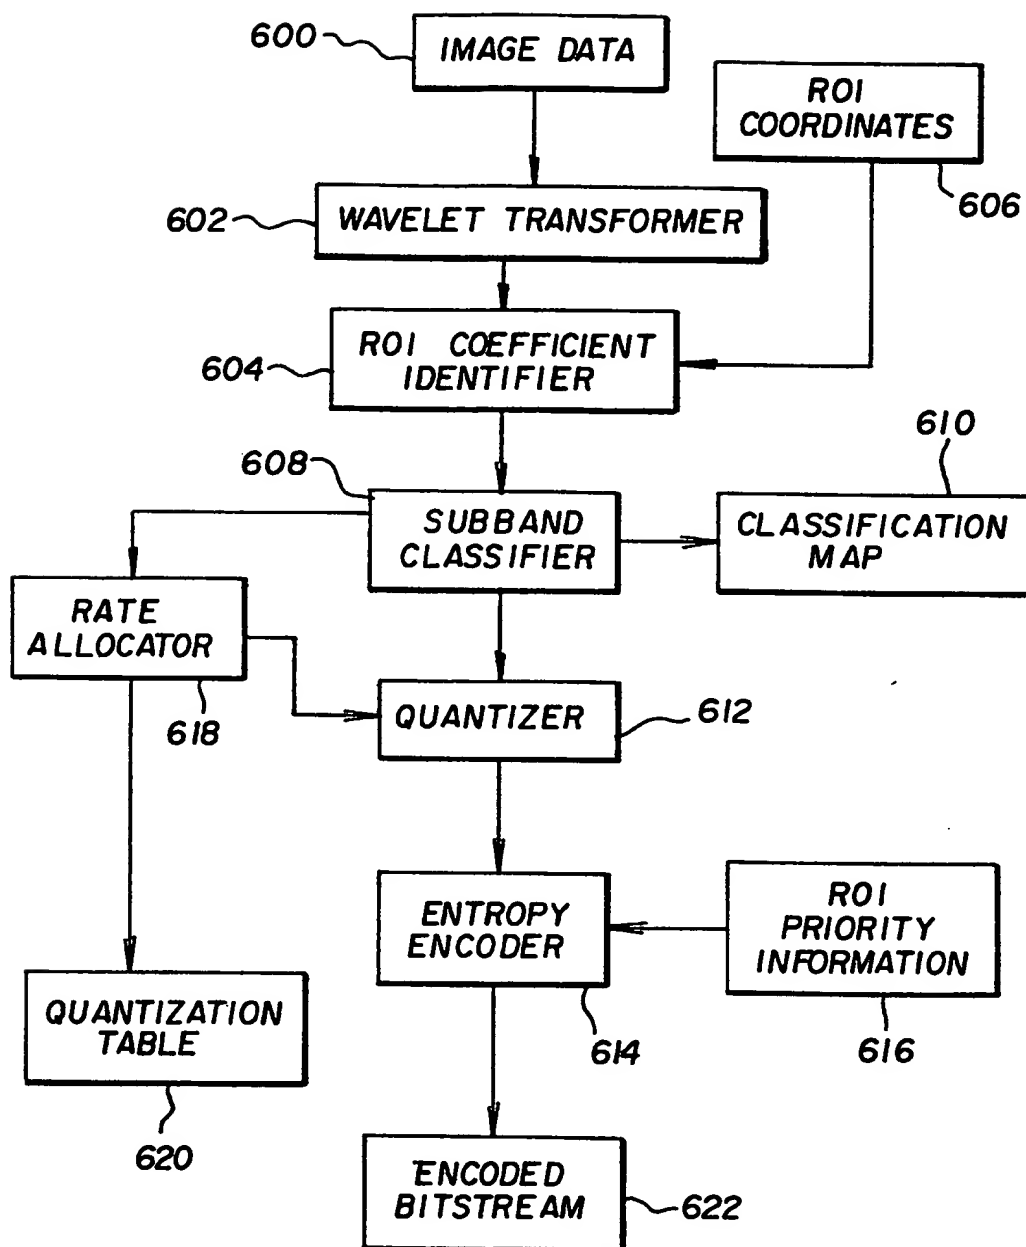 600
IMAGE DATA
ROI
COORDINATES
606
602
WAVELET TRANSFORMER
604
ROI COEFFICIENT
IDENTIFIER
608
610
SUBBAND
CLASSIFIER
CLASSIFICATION
MAP
RATE
ALLOCATOR
618
QUANTIZER
612
ENTROPY
ENCODER
614
ROI
PRIORITY
INFORMATION
616
QUANTIZATION
TABLE
620
ENCODED
BITSTREAM
622